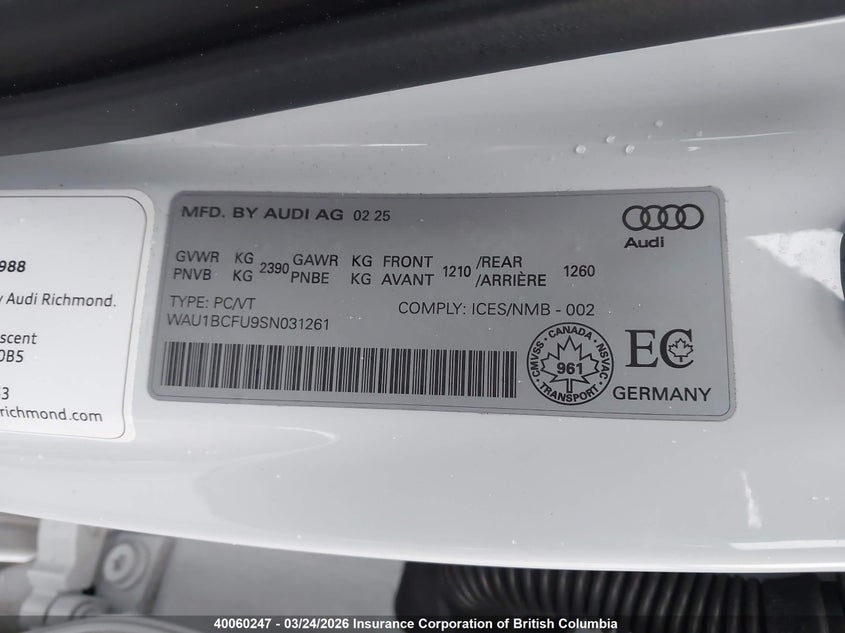 988
y Audi Richmond.
scent
0B5
3
richmond.com
MFD. BY AUDI AG 02 25
Audi
GVWR KG 2390 GAWR KG FRONT 1210 /REAR 1260
PNVB KG PNBE KG AVANT /ARRIÈRE
TYPE: PC/VT
COMPLY: ICES/NMB - 002
WAU1BCFU9SN031261
CMVSS - CANADA - NSVAC
961
TRANSPORT
EC
GERMANY
40060247 - 03/24/2026 Insurance Corporation of British Columbia